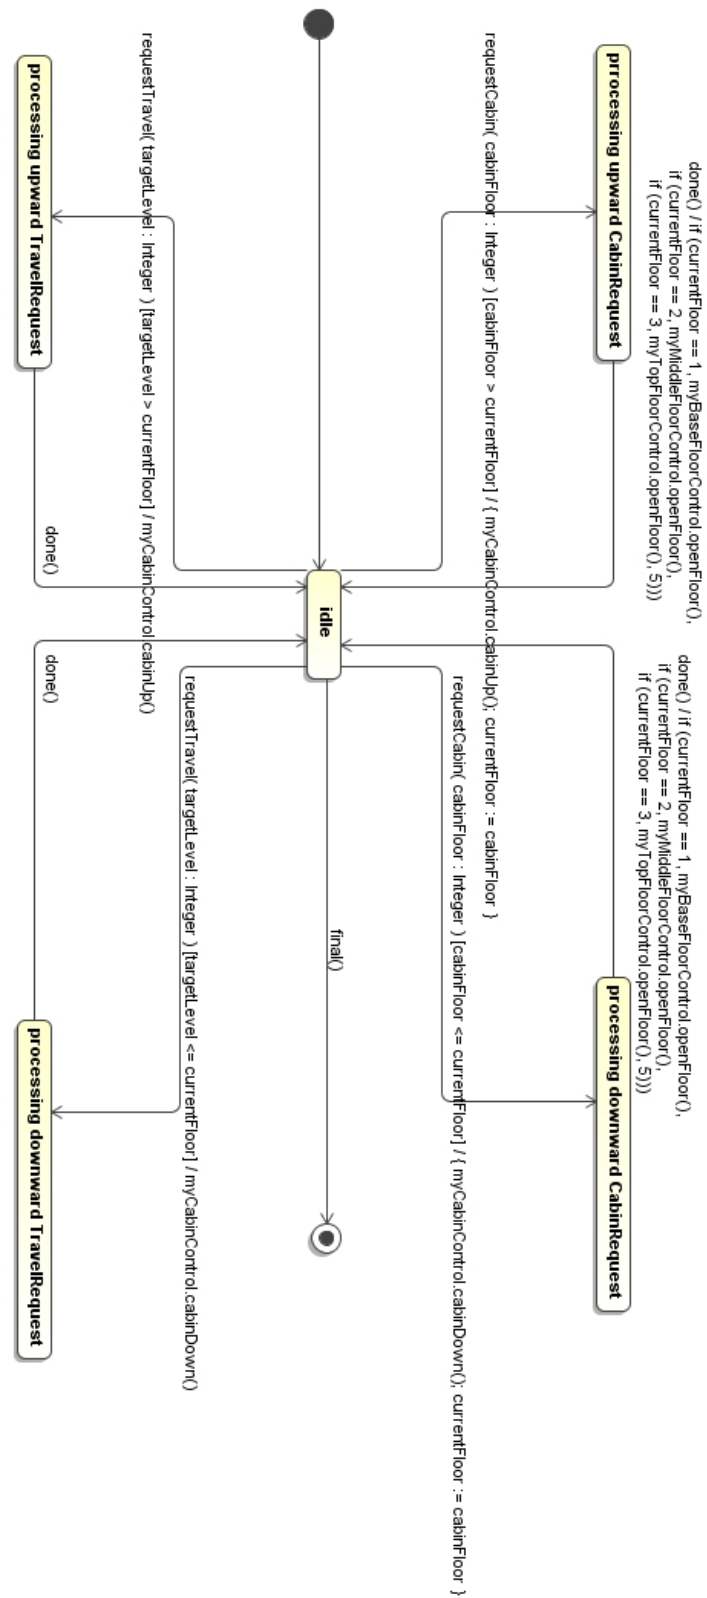 done() / if (currentFloor == 1, myBaseFloorControl.openFloor(),
if (currentFloor == 2, myMiddleFloorControl.openFloor(),
if (currentFloor == 3, myTopFloorControl.openFloor(), 5)))
done() / if (currentFloor == 1, myBaseFloorControl.openFloor(),
if (currentFloor == 2, myMiddleFloorControl.openFloor(),
if (currentFloor == 3, myTopFloorControl.openFloor(), 5)))
prrocessing upward CabinRequest
processing downward CabinRequest
requestCabin( cabinFloor : Integer ) [cabinFloor > currentFloor] / { myCabinControl.cabinUp(); currentFloor := cabinFloor }
requestCabin( cabinFloor : Integer ) [cabinFloor <= currentFloor] / { myCabinControl.cabinDown(); currentFloor := cabinFloor }
idle
final()
requestTravel( targetLevel : Integer ) [targetLevel <= currentFloor] / myCabinControl.cabinDown()
requestTravel( targetLevel : Integer ) [targetLevel > currentFloor] / myCabinControl.cabinUp()
done()
done()
prrocessing upward TravelRequest
processing downward TravelRequest